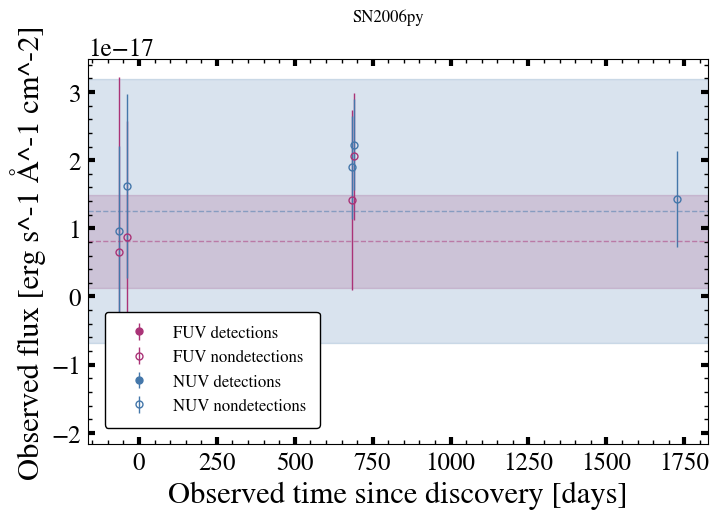 SN2006py
1e−17
Observed flux [erg s^-1 Å^-1 cm^-2]
3
2
1
0
−1
−2
FUV detections
FUV nondetections
NUV detections
NUV nondetections
0 250 500 750 1000 1250 1500 1750
Observed time since discovery [days]